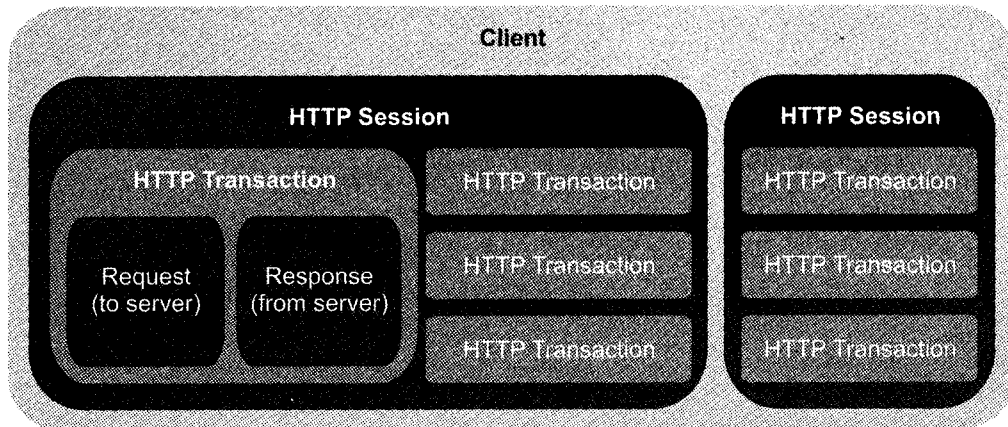 Client
HTTP Session
HTTP Transaction
Request
(to server)
Response
(from server)
HTTP Transaction
HTTP Transaction
HTTP Transaction
HTTP Session
HTTP Transaction
HTTP Transaction
HTTP Transaction